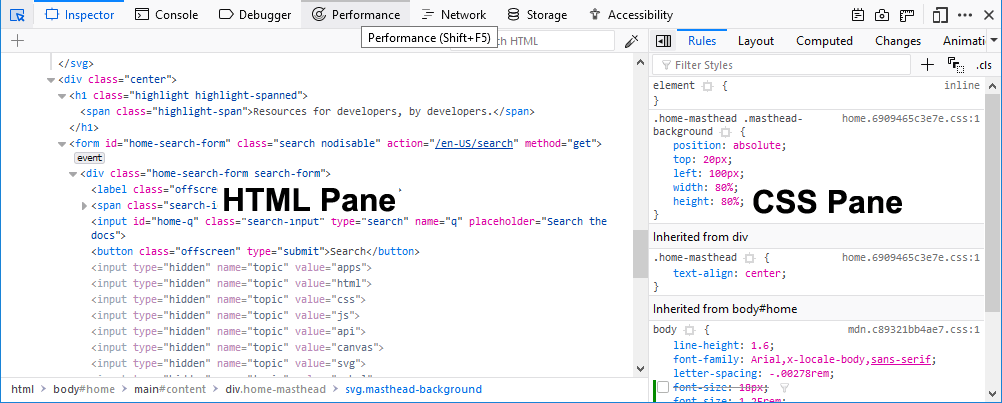 Inspector Console Debugger Performance Network Storage Accessibility
Performance (Shift+F5)
ch HTML
Rules Layout Computed Changes Animati
Filter Styles .cls
</svg>
<div class="center">
<h1 class="highlight highlight-spanned">
<span class="highlight-span">Resources for developers, by developers.</span>
</h1>
<form id="home-search-form" class="search nodisable" action="/en-US/search" method="get">
event
<div class="home-search-form search-form">
<label class="offscreen
<span class="search-i
<input id="home-q" class="search-input" type="search" name="q" placeholder="Search the
docs">
<button class="offscreen" type="submit">Search</button>
<input type="hidden" name="topic" value="apps">
<input type="hidden" name="topic" value="html">
<input type="hidden" name="topic" value="css">
<input type="hidden" name="topic" value="js">
<input type="hidden" name="topic" value="api">
<input type="hidden" name="topic" value="canvas">
<input type="hidden" name="topic" value="svg">
HTML Pane
html body#home main#content div.home-masthead svg.masthead-background
element { inline
}
.home-masthead .masthead- home.6909465c3e7e.css:1
background {
position: absolute;
top: 20px;
left: 100px;
width: 80%;
height: 80%;
}
CSS Pane
Inherited from div
.home-masthead { home.6909465c3e7e.css:1
text-align: center;
}
Inherited from body#home
body { mdn.c89321bb4ae7.css:1
line-height: 1.6;
font-family: Arial,x-locale-body,sans-serif;
letter-spacing: -.00278rem;
font-size: 18px;
font-size: 1.25rem;